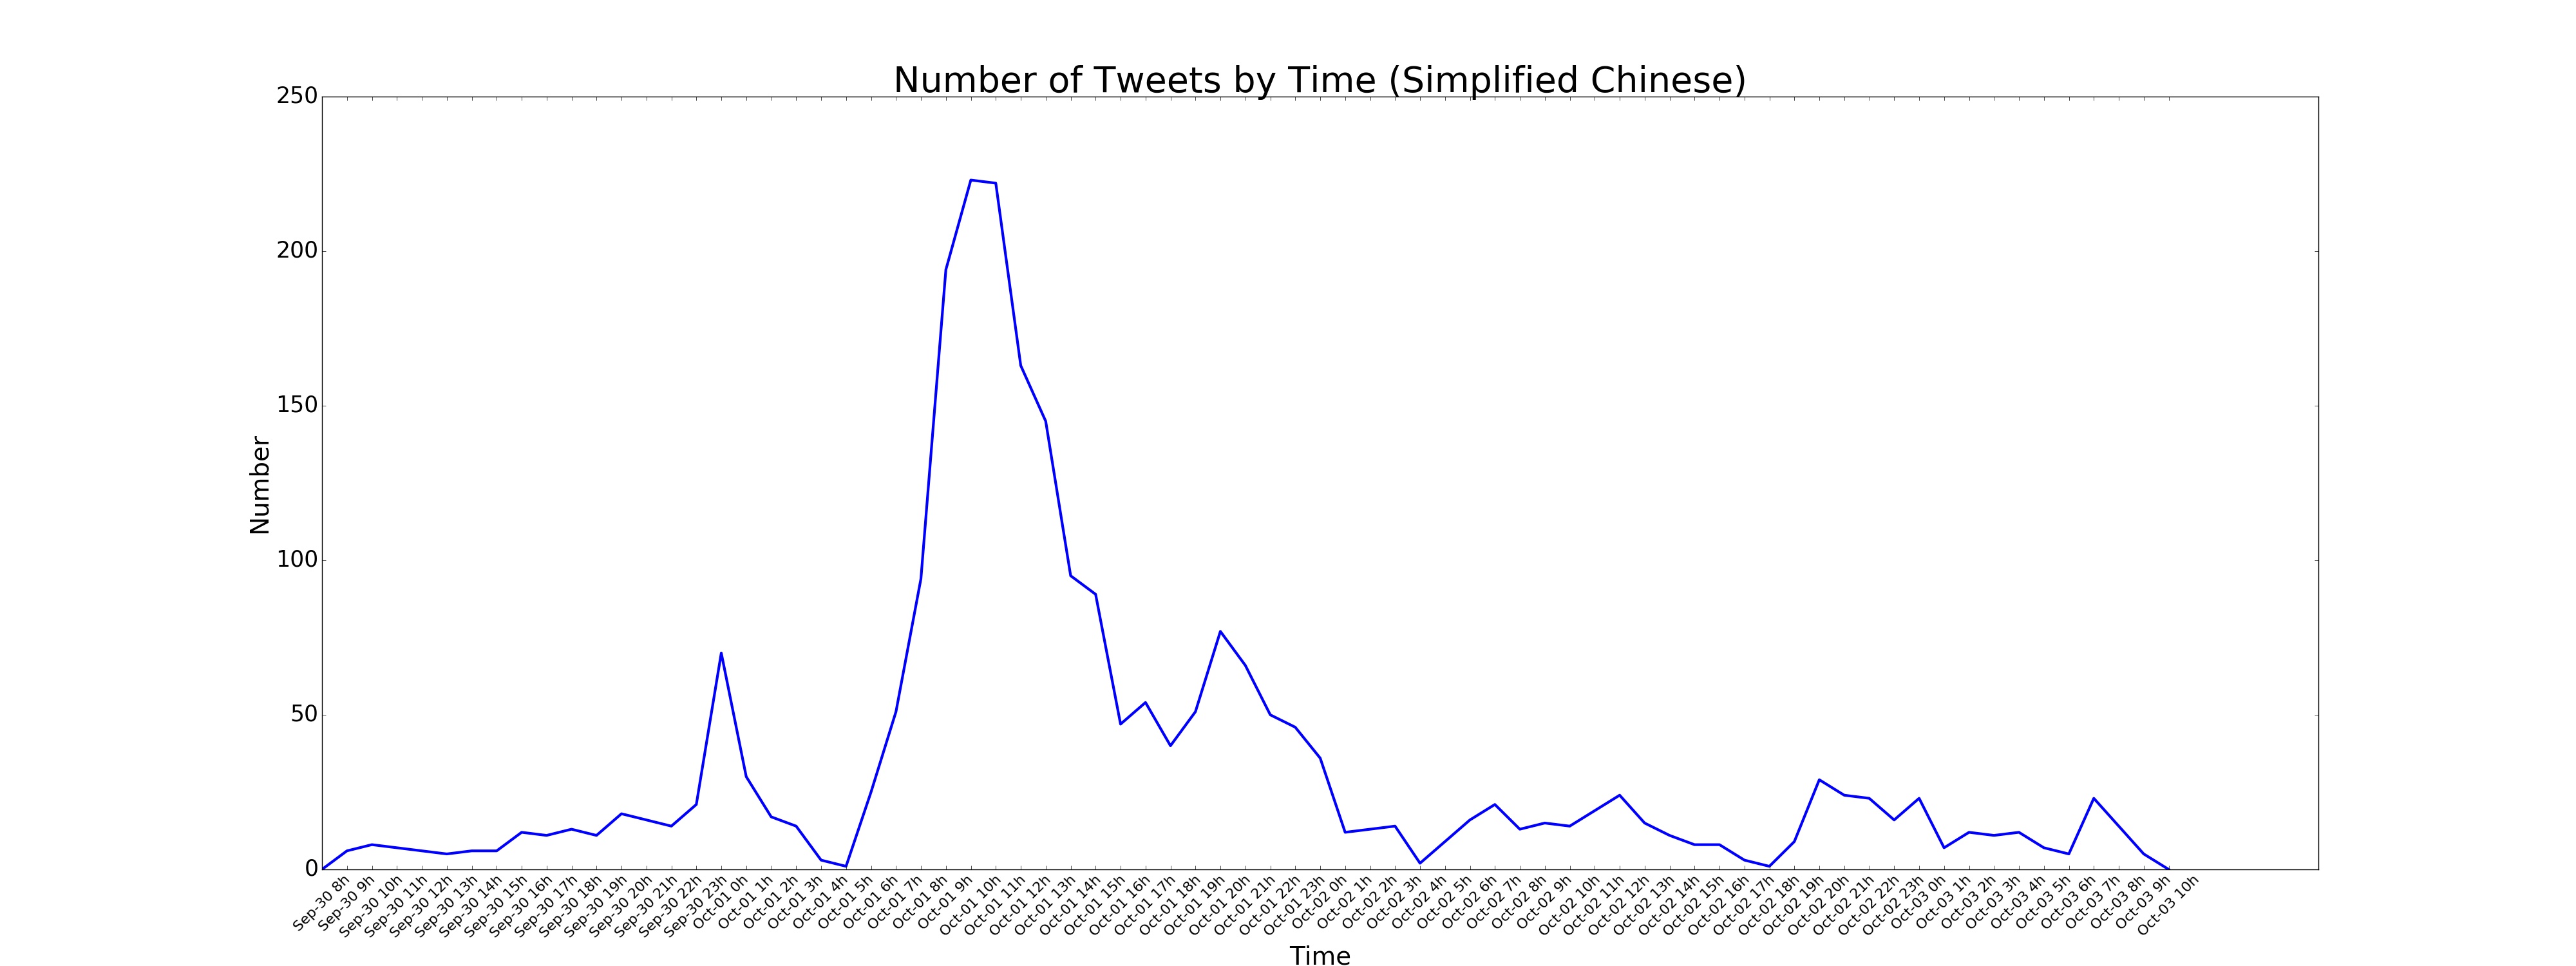 Number of Tweets by Time (Simplified Chinese)
250
200
150
100
50
0
Number
Sep-30 8h
Sep-30 9h
Sep-30 10h
Sep-30 11h
Sep-30 12h
Sep-30 13h
Sep-30 14h
Sep-30 15h
Sep-30 16h
Sep-30 17h
Sep-30 18h
Sep-30 19h
Sep-30 20h
Sep-30 21h
Sep-30 22h
Sep-30 23h
Oct-01 0h
Oct-01 1h
Oct-01 2h
Oct-01 3h
Oct-01 4h
Oct-01 5h
Oct-01 6h
Oct-01 7h
Oct-01 8h
Oct-01 9h
Oct-01 10h
Oct-01 11h
Oct-01 12h
Oct-01 13h
Oct-01 14h
Oct-01 15h
Oct-01 16h
Oct-01 17h
Oct-01 18h
Oct-01 19h
Oct-01 20h
Oct-01 21h
Oct-01 22h
Oct-01 23h
Oct-02 0h
Oct-02 1h
Oct-02 2h
Oct-02 3h
Oct-02 4h
Oct-02 5h
Oct-02 6h
Oct-02 7h
Oct-02 8h
Oct-02 9h
Oct-02 10h
Oct-02 11h
Oct-02 12h
Oct-02 13h
Oct-02 14h
Oct-02 15h
Oct-02 16h
Oct-02 17h
Oct-02 18h
Oct-02 19h
Oct-02 20h
Oct-02 21h
Oct-02 22h
Oct-02 23h
Oct-03 0h
Oct-03 1h
Oct-03 2h
Oct-03 3h
Oct-03 4h
Oct-03 5h
Oct-03 6h
Oct-03 7h
Oct-03 8h
Oct-03 9h
Oct-03 10h
Time